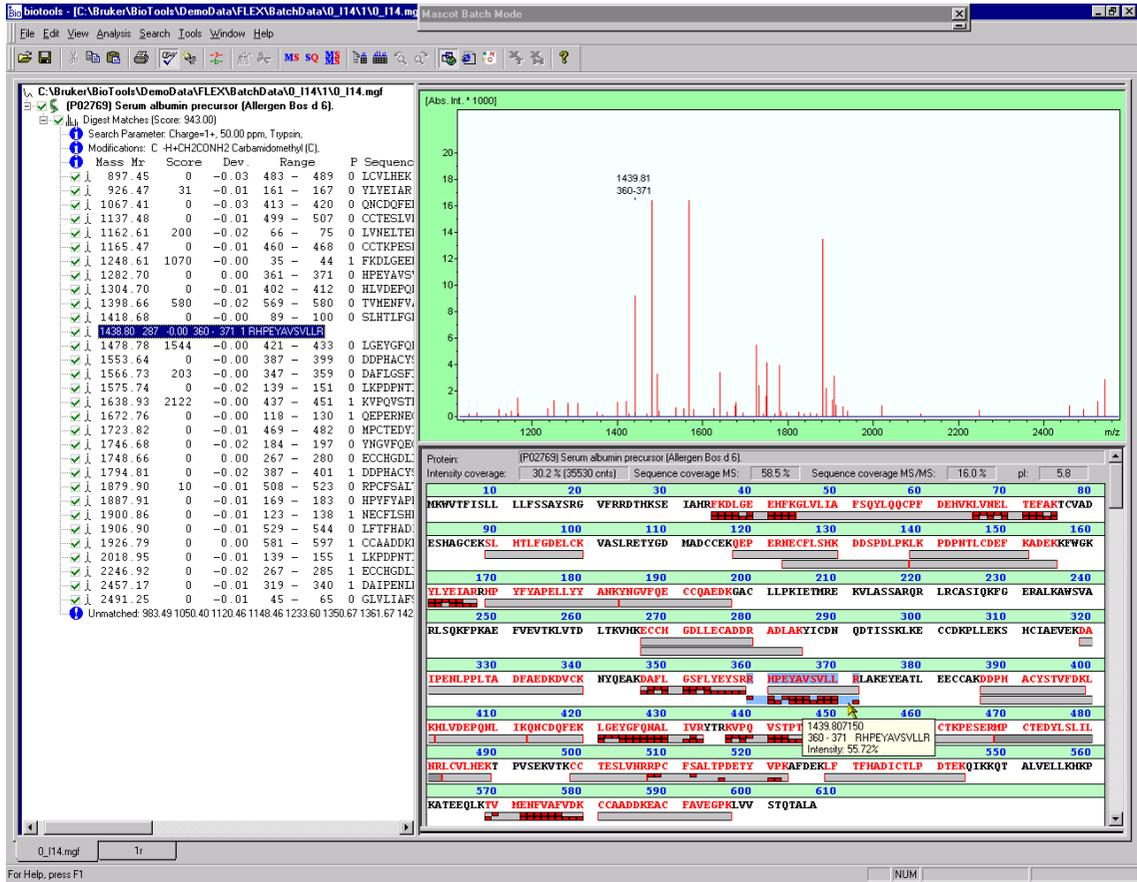 biotools - [C:\Bruker\BioTools\DemoData\FLEX\BatchData\0_I14\1\0_I14.mg
Mascot Batch Mode
File Edit View Analysis Search Tools Window Help
MS SQ MS MS
C:\Bruker\BioTools\DemoData\FLEX\BatchData\0_I14\1\0_I14.mgf
(P02769) Serum albumin precursor (Allergen Bos d 6).
Digest Matches (Score: 943.00)
Search Parameter: Charge=1+, 50.00 ppm, Trypsin,
Modifications: C -H+CH2CONH2 Carbamidomethyl (C),
Mass Mr Score Dev. Range P Sequenc
897.45 0 -0.03 483 - 489 0 LCVLHEK
926.47 31 -0.01 161 - 167 0 YLYEIAR
1067.41 0 -0.03 413 - 420 0 QNCDQFE
1137.48 0 -0.01 499 - 507 0 CCTESLV
1162.61 200 -0.02 66 - 75 0 LVNELTE
1165.47 0 -0.01 460 - 468 0 CCTKPES
1248.61 1070 -0.00 35 - 44 1 FKDLGEE
1282.70 0 0.00 361 - 371 0 HPEYAVS
1304.70 0 -0.01 402 - 412 0 HLVDEPQ
1398.66 580 -0.02 569 - 580 0 TVMENFV
1418.68 0 -0.00 89 - 100 0 SLHTLFG
1438.80 287 -0.00 360 - 371 1 RHPEYAVSVLLR
1478.78 1544 -0.00 421 - 433 0 LGEYGFQ
1553.64 0 -0.00 387 - 399 0 DDPHACY
1566.73 203 -0.00 347 - 359 0 DAFLGSF
1575.74 0 -0.02 139 - 151 0 LKPDPNT
1638.93 2122 -0.00 437 - 451 1 KVPQVST
1672.76 0 -0.00 118 - 130 1 QEPERNE
1723.82 0 -0.01 469 - 482 0 MPCTEDY
1746.68 0 -0.02 184 - 197 0 YNGVFQE
1748.66 0 0.00 267 - 280 0 ECCHGDL
1794.81 0 -0.02 387 - 401 1 DDPHACY
1879.90 10 -0.01 508 - 523 0 RPCFSAL
1887.91 0 -0.01 169 - 183 0 HPYFYAP
1900.86 0 -0.01 123 - 138 1 NECFLSH
1906.90 0 -0.01 529 - 544 0 LFTFHAD
1926.79 0 0.00 581 - 597 1 CCAADDK
2018.95 0 -0.01 139 - 155 1 LKPDPNT
2246.92 0 -0.02 267 - 285 1 ECCHGDL
2457.17 0 -0.01 319 - 340 1 DAIPENL
2491.25 0 -0.01 45 - 65 0 GLVLIAF
Unmatched: 983.49 1050.40 1120.46 1148.46 1233.60 1350.67 1361.67 142
[Abs. Int. * 1000]
20
18
16
14
12
10
8
6
4
2
0
1439.81
360-371
1200 1400 1600 1800 2000 2200 2400 m/z
Protein: (P02769) Serum albumin precursor (Allergen Bos d 6).
Intensity coverage: 30.2 % (35530 cnts) Sequence coverage MS: 58.5 % Sequence coverage MS/MS: 16.0 % pI: 5.8
10 20 30 40 50 60 70 80
MKWVTFISLL LLFSSAYSRG VFRRDTHKSE IAHRFKDLGE EHFKGLVLIA FSQYLQQCPF DEHVKLVNEL TEFAKTCVAD
90 100 110 120 130 140 150 160
ESHAGCEKSL HTLFGDELCK VASLRETYGD MADCCEKQEP ERNECFLSHK DDSPDLPKLK PDPNTLCDEF KADEKKFWGK
170 180 190 200 210 220 230 240
YLYEIARRHP YFYAPELLYY ANKYNGVFQE CCQAEDKGAC LLPKIETMRE KVLASSARQR LRCASIQKFG ERALKAWSVA
250 260 270 280 290 300 310 320
RLSQKFPKAE FVEVTKLVTD LTKVHKECCH GDLLECADDR ADLAKYICDN QDTISSKLKE CCDKPLLEKS HCIAEVEKDA
330 340 350 360 370 380 390 400
IPENLPPLTA DFAEDKDVCK NYQEAKDAFL GSFLYEYSRR HPEYAVSVLL RLAKEYEATL EECCAKDDPH ACYSTVFDKL
410 420 430 440 450 460 470 480
KHLVDEPQNL IKQNCDQFEK LGEYGFQNAL IVRYTRKVPQ VSTPT CTKPESERMP CTEDYLSLIL
1439.807150
360 - 371 RHPEYAVSVLLR
Intensity: 55.72%
490 500 510 520 530 550 560
NRLCVLHEKT PVSEKVTKCC TESLVNRRPC FSALTPDETY VPKAFDEKLF TFHADICTLP DTEKQIKKQT ALVELLKHKP
570 580 590 600 610
KATEEQLKTV MENFVAFVDK CCAADDKEAC FAVEGPKLVV STQTALA
0_I14.mgf 1r
For Help, press F1
NUM